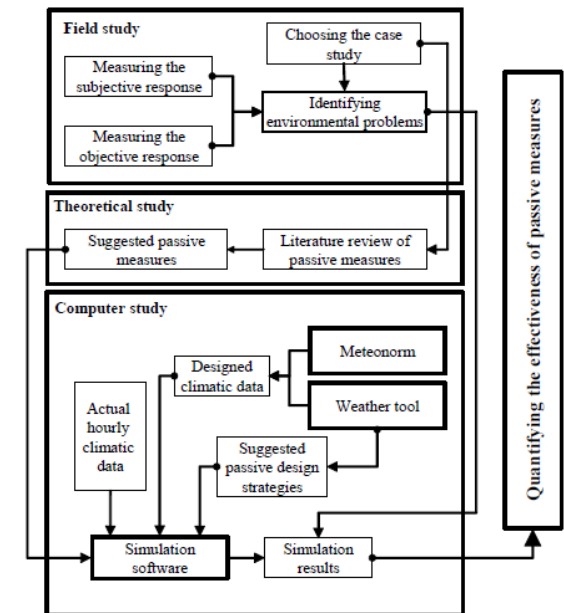 Field study
Choosing the case
study
Measuring the
subjective response
Identifying
environmental problems
Measuring the
objective response
Theoretical study
Suggested passive
measures
Literature review of
passive measures
Computer study
Meteonorm
Designed
climatic data
Weather tool
Actual
hourly
climatic
data
Suggested
passive design
strategies
Simulation
software
Simulation
results
Quantifying the effectiveness of passive measures